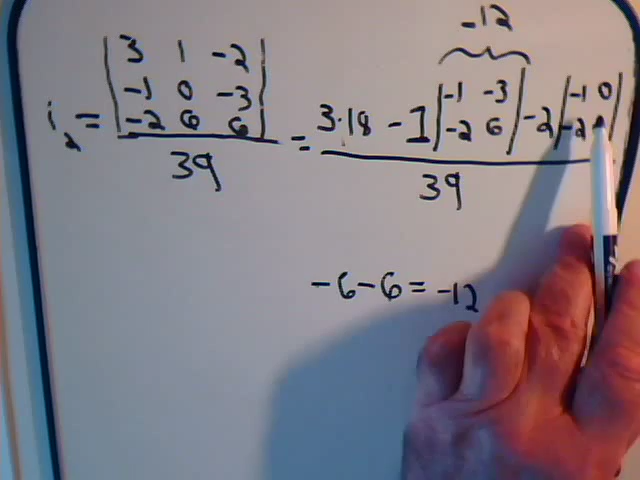 -12
| 3 1 -2 |
| -1 0 -3 |
i₂ = | -2 6 6 | / 39 = 3·18 -1 | -1 -3 | -2 | -1 0 |
| -2 6 | | -2
39
-6-6 = -12